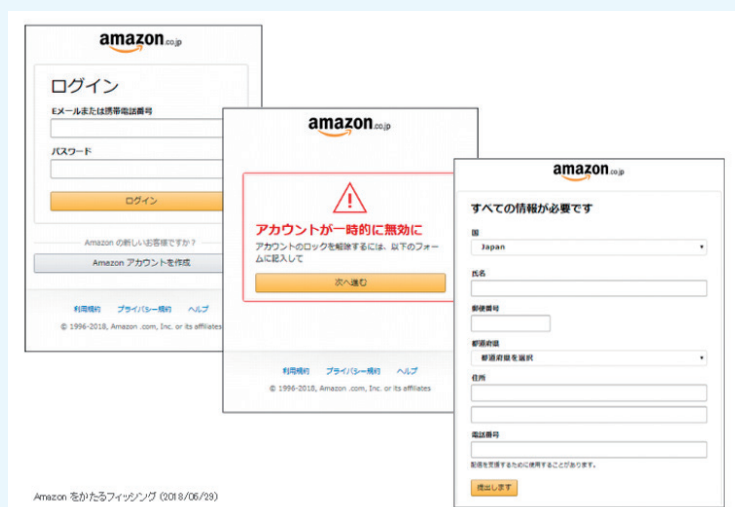 amazon.co.jp
ログイン
Eメールまたは携帯電話番号
パスワード
ログイン
Amazon の新しいお客様ですか?
Amazon アカウントを作成
利用規約 プライバシー規約 ヘルプ
© 1996-2018, Amazon .com, Inc. or its affiliates
amazon.co.jp
アカウントが一時的に無効に
アカウントのロックを解除するには、以下のフォー
ムに記入して
次へ進む
利用規約 プライバシー規約 ヘルプ
© 1996-2018, Amazon .com, Inc. or its affiliates
amazon.co.jp
すべての情報が必要です
国
Japan
氏名
郵便番号
都道府県
都道府県を選択
住所
電話番号
配信を支援するために使用することがあります。
提出します
Amazon をかたるフィッシング (2018/06/29)